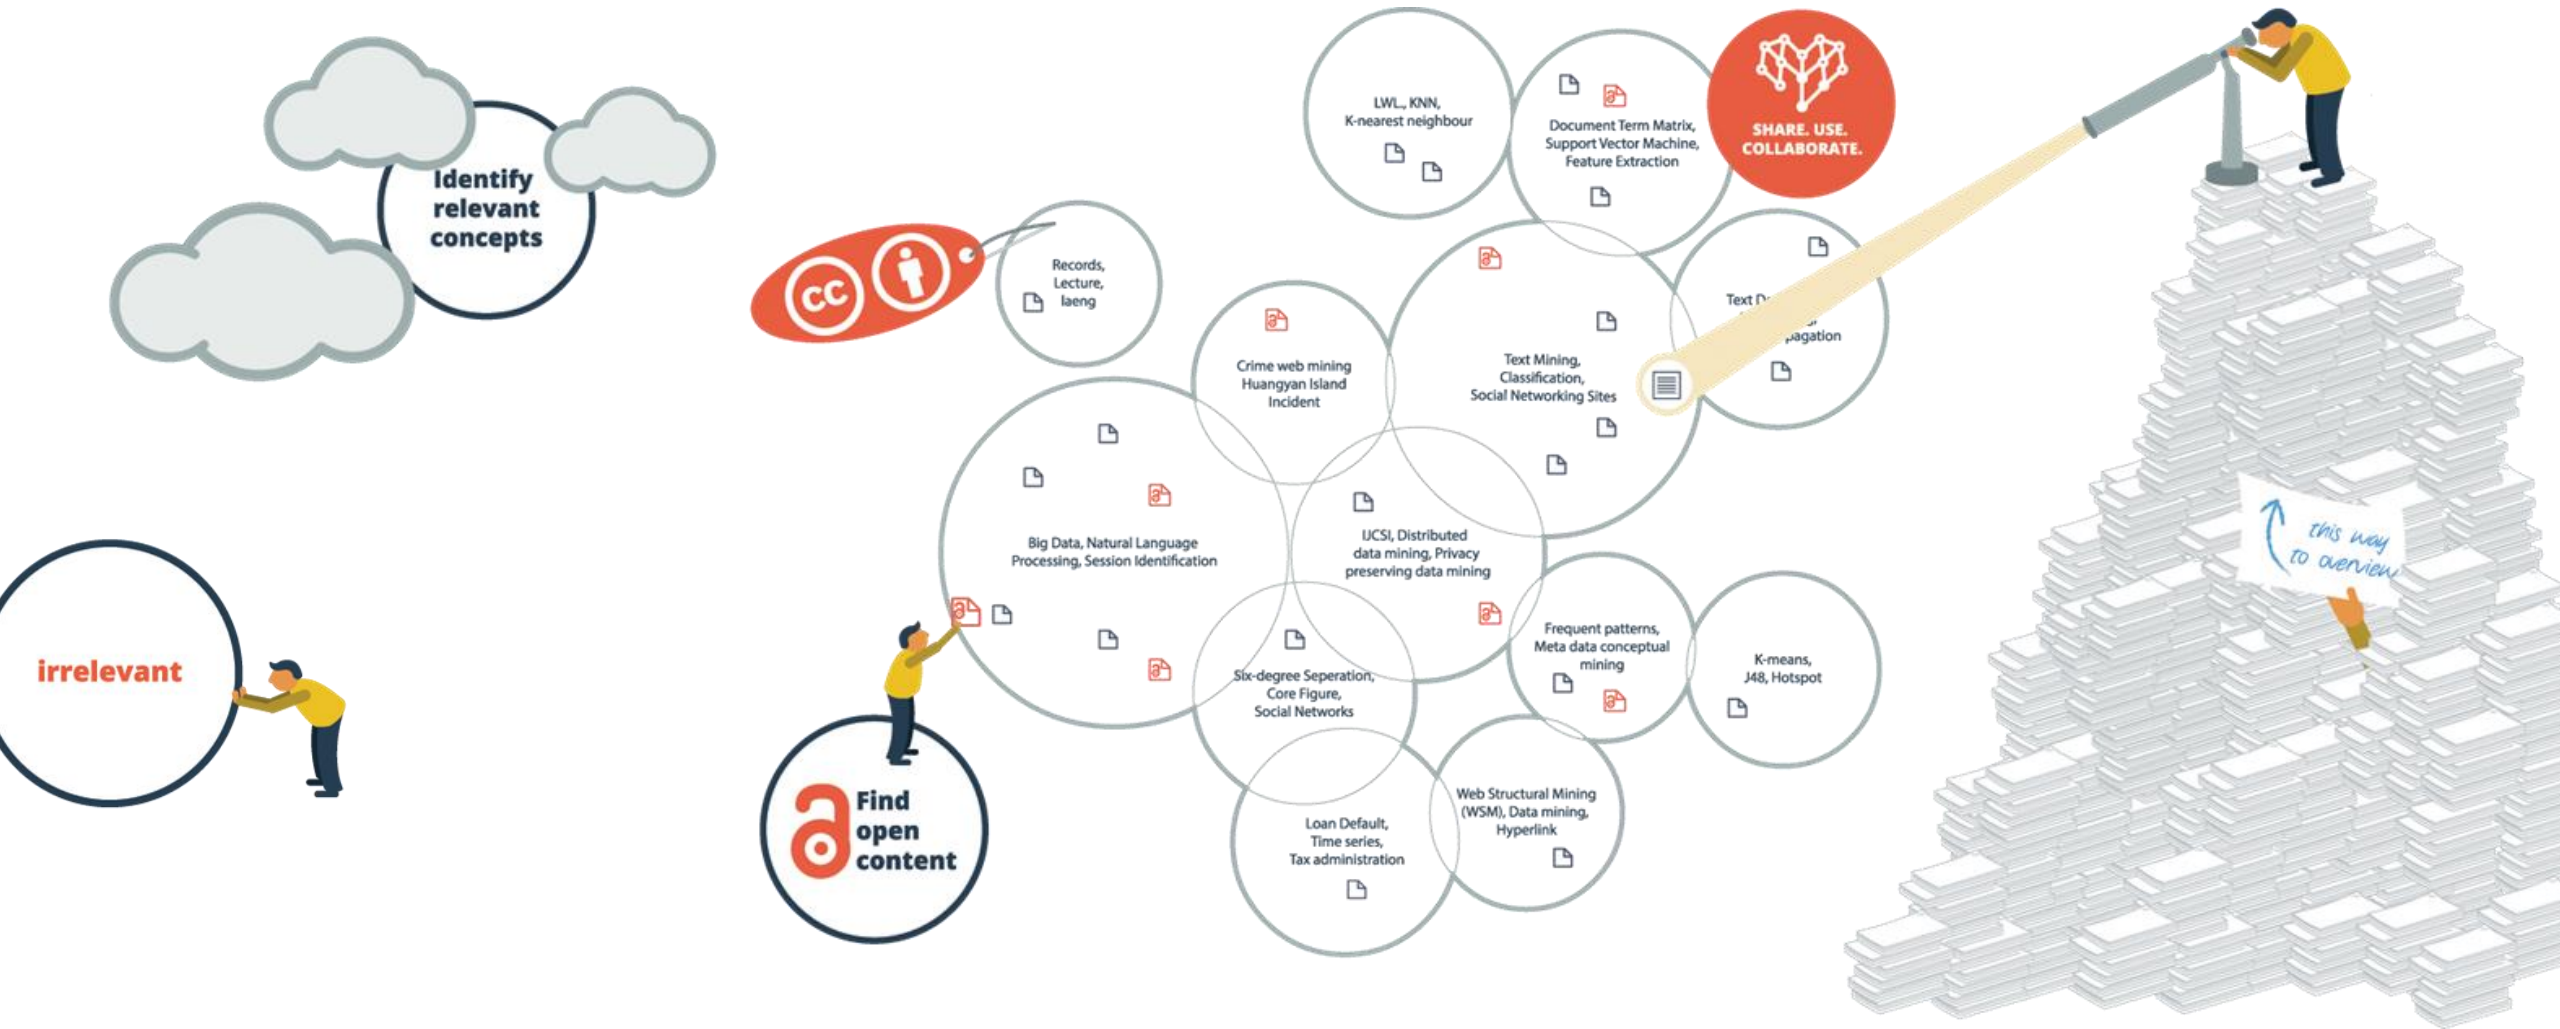 Identify
relevant
concepts
irrelevant
cc
Find
open
content
Records,
Lecture,
Iaeng
LWL, KNN,
K-nearest neighbour
Document Term Matrix,
Support Vector Machine,
Feature Extraction
SHARE. USE.
COLLABORATE.
Text
Crime web mining
Huangyan Island
Incident
Text Mining,
Classification,
Social Networking Sites
Big Data, Natural Language
Processing, Session Identification
IJCSI, Distributed
data mining, Privacy
preserving data mining
Six-degree Seperation,
Core Figure,
Social Networks
Frequent patterns,
Meta data conceptual
mining
K-means,
J48, Hotspot
Loan Default,
Time series,
Tax administration
Web Structural Mining
(WSM), Data mining,
Hyperlink
this way
to overview